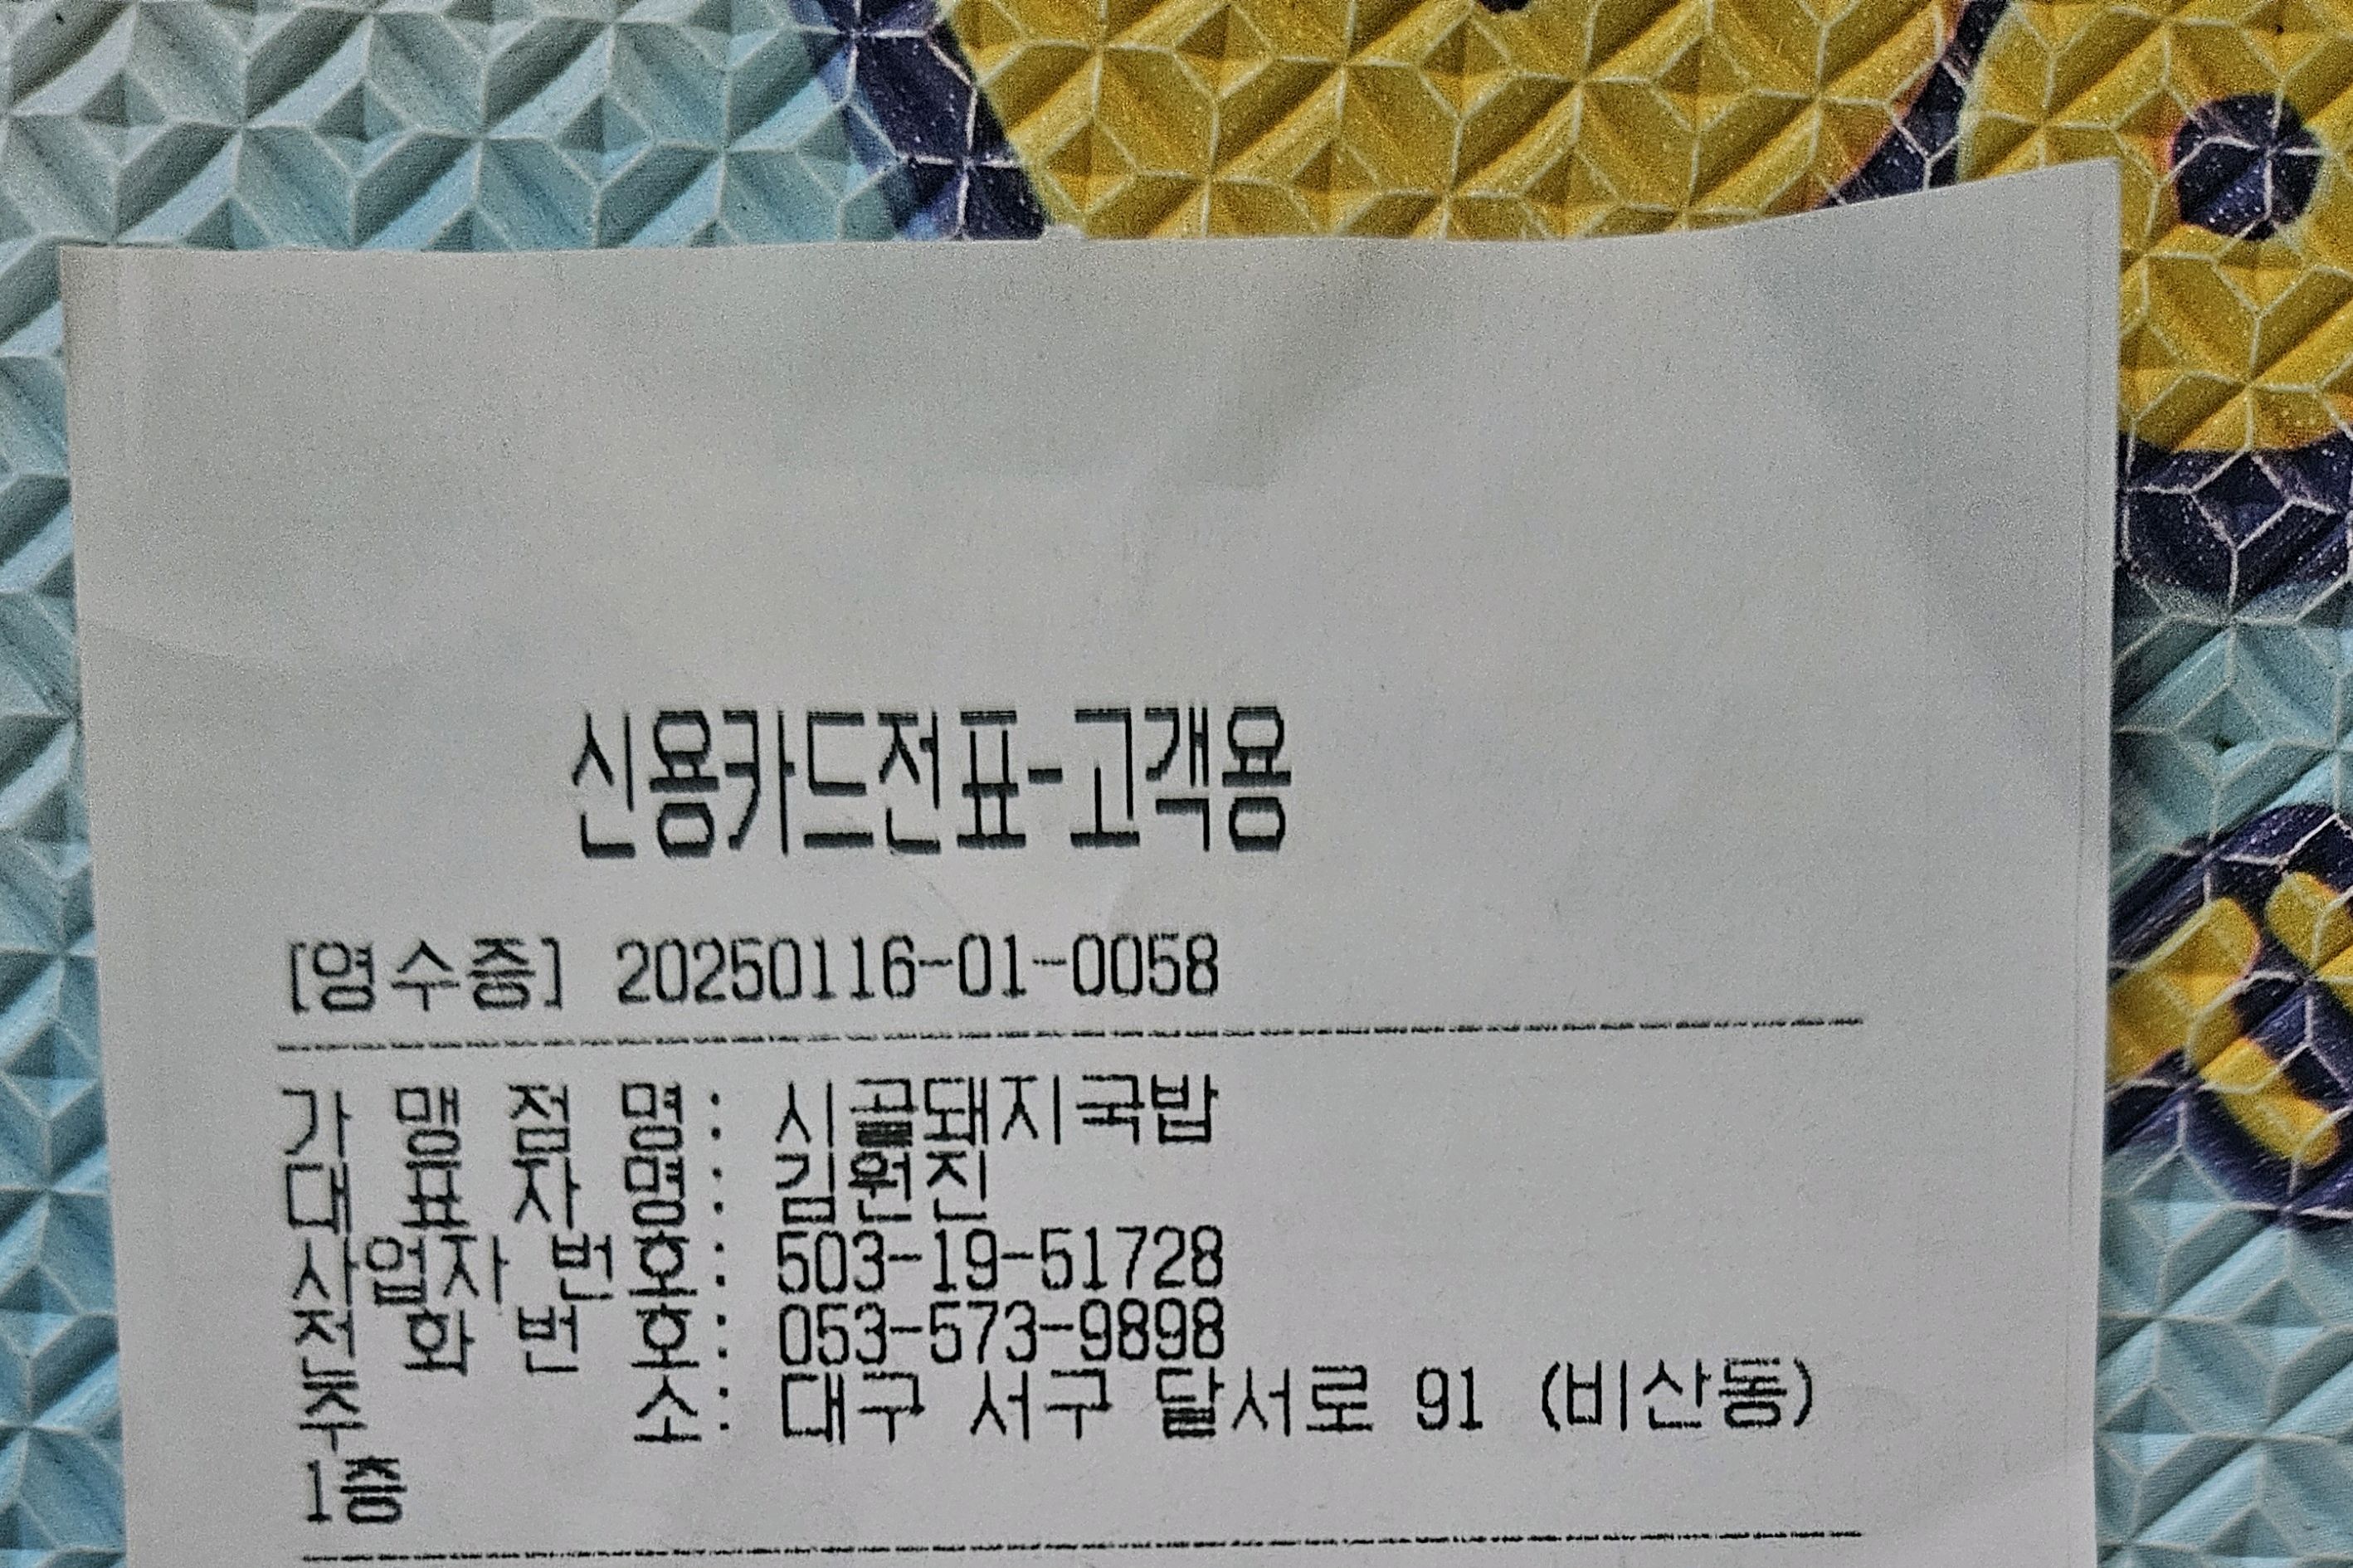 신용카드전표-고객용
[영수증] 20250116-01-0058
가 맹 점 명: 시골돼지국밥
대 표 자 명: 김원진
사업자 번호: 503-19-51728
전 화 번 호: 053-573-9898
주 소: 대구 서구 달서로 91 (비산동)
1층